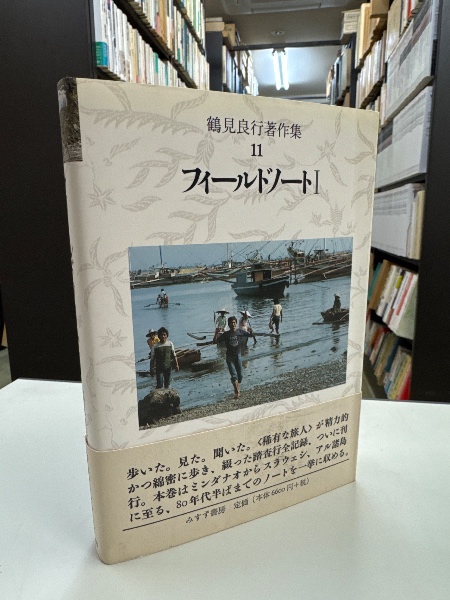 鶴見良行著作集
11
フィールドノートI
歩いた。見た。聞いた。〈稀有な旅人〉が精力的
かつ綿密に歩き、綴った踏査行全記録、ついに刊
行。本巻はミンダナオからスラウェシ、アル諸島
に至る、80年代半ばまでのノートを一挙に収める。
みすず書房 定価 [本体6600円+税]